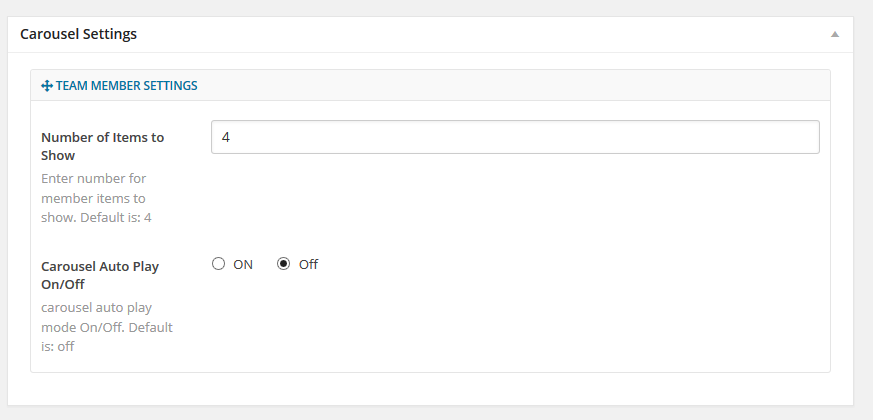 Carousel Settings
TEAM MEMBER SETTINGS
Number of Items to
Show
4
Enter number for
member items to
show. Default is: 4
Carousel Auto Play
On/Off
ON Off
carousel auto play
mode On/Off. Default
is: off